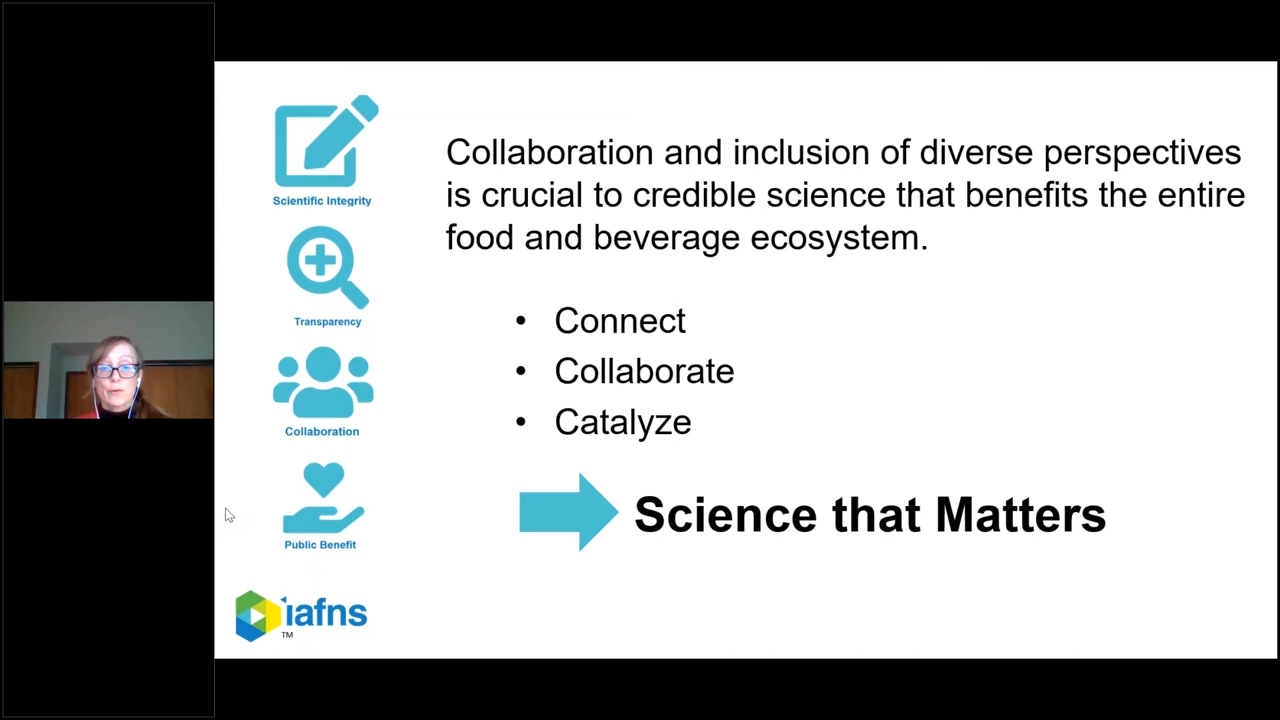 Scientific Integrity
Transparency
Collaboration
Public Benefit
iafns
TM
Collaboration and inclusion of diverse perspectives
is crucial to credible science that benefits the entire
food and beverage ecosystem.
• Connect
• Collaborate
• Catalyze
Science that Matters